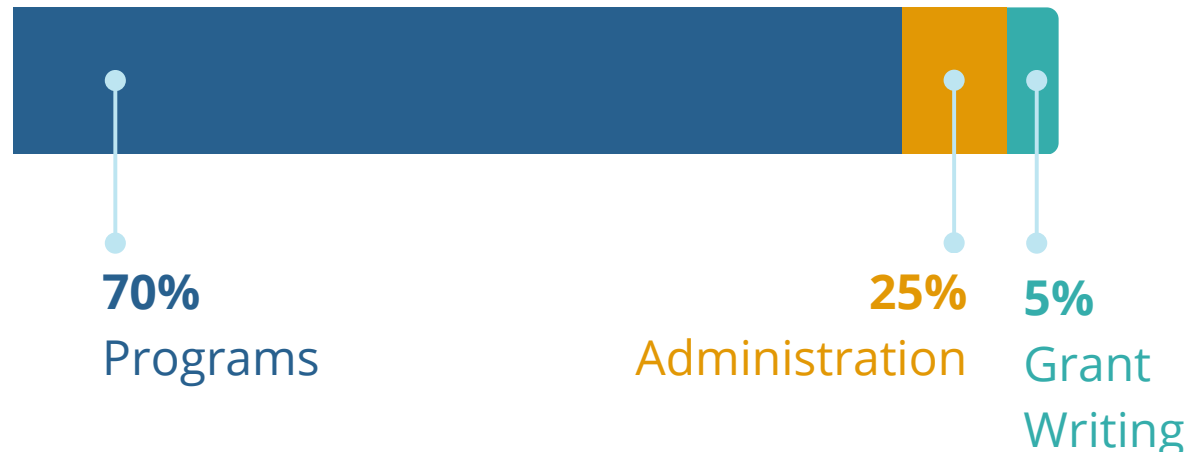 70%
Programs
25%
Administration
5%
Grant
Writing